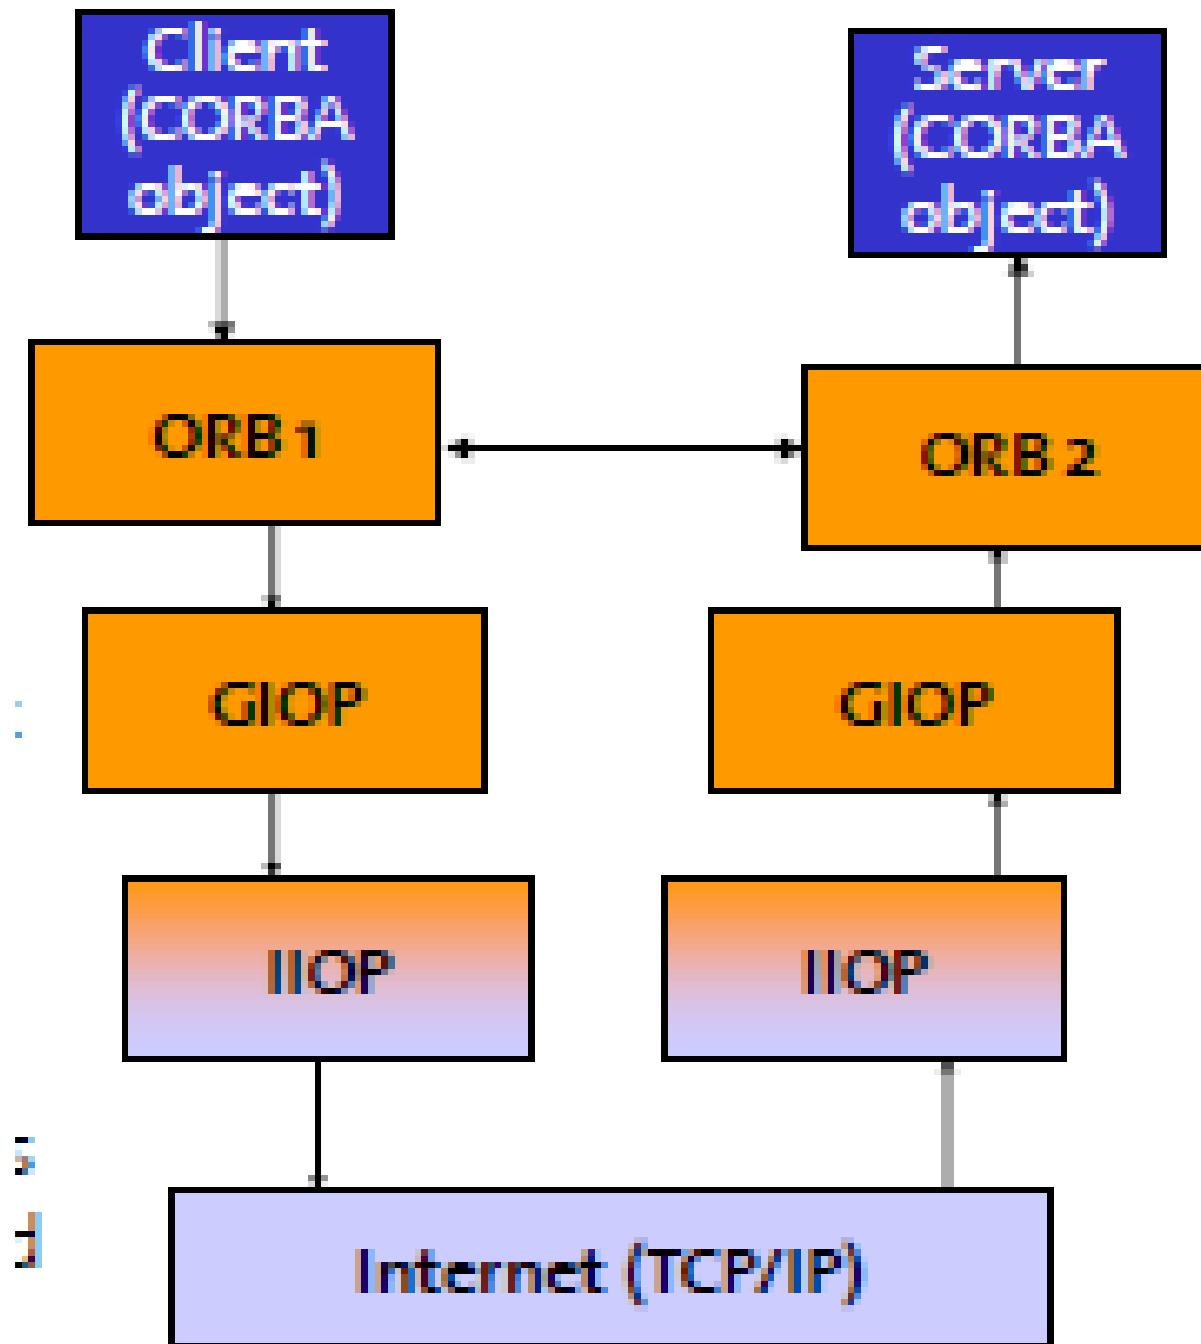 Client
(CORBA
object)
Server
(CORBA
object)
ORB 1
ORB 2
GIOP
GIOP
IIOP
IIOP
s
d
Internet (TCP/IP)